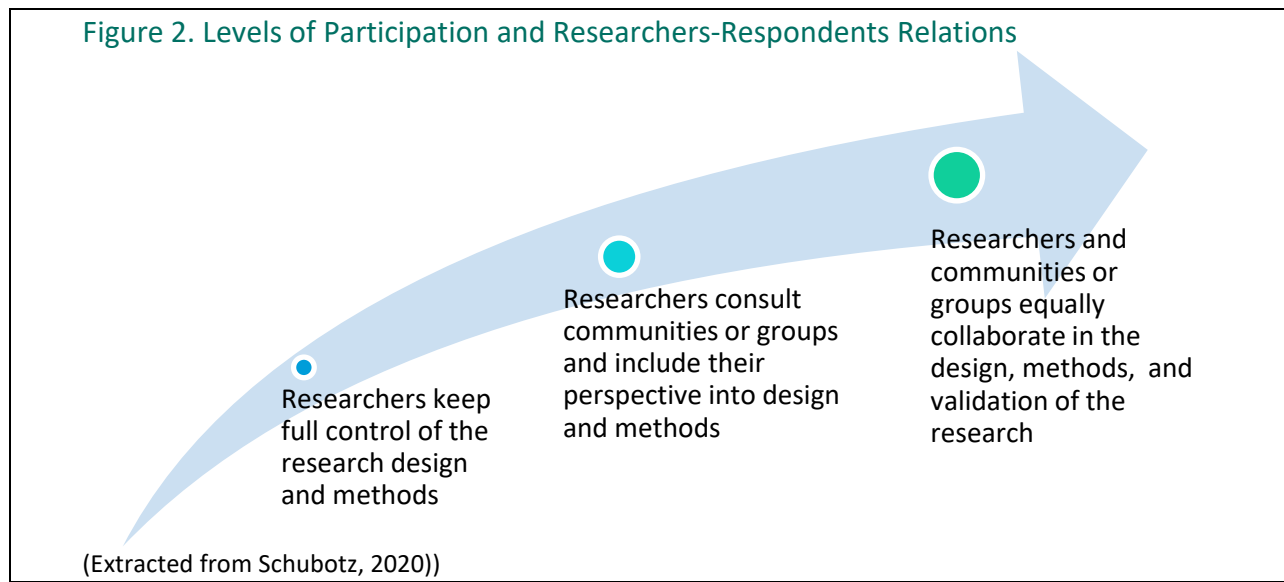 Figure 2. Levels of Participation and Researchers-Respondents Relations
Researchers keep
full control of the
research design
and methods
Researchers consult
communities or groups
and include their
perspective into design
and methods
Researchers and
communities or
groups equally
collaborate in the
design, methods,  and
validation of the
research
(Extracted from Schubotz, 2020))